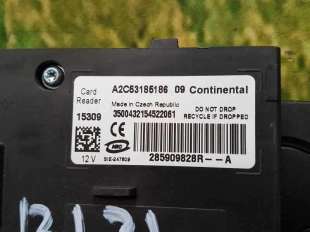 Card Reader
A2C53185186 09 Continental
Made in Czech Republic
DO NOT DROP
RECYCLE IF DROPPED
15309
3500432154522061
12V
285909828R--A